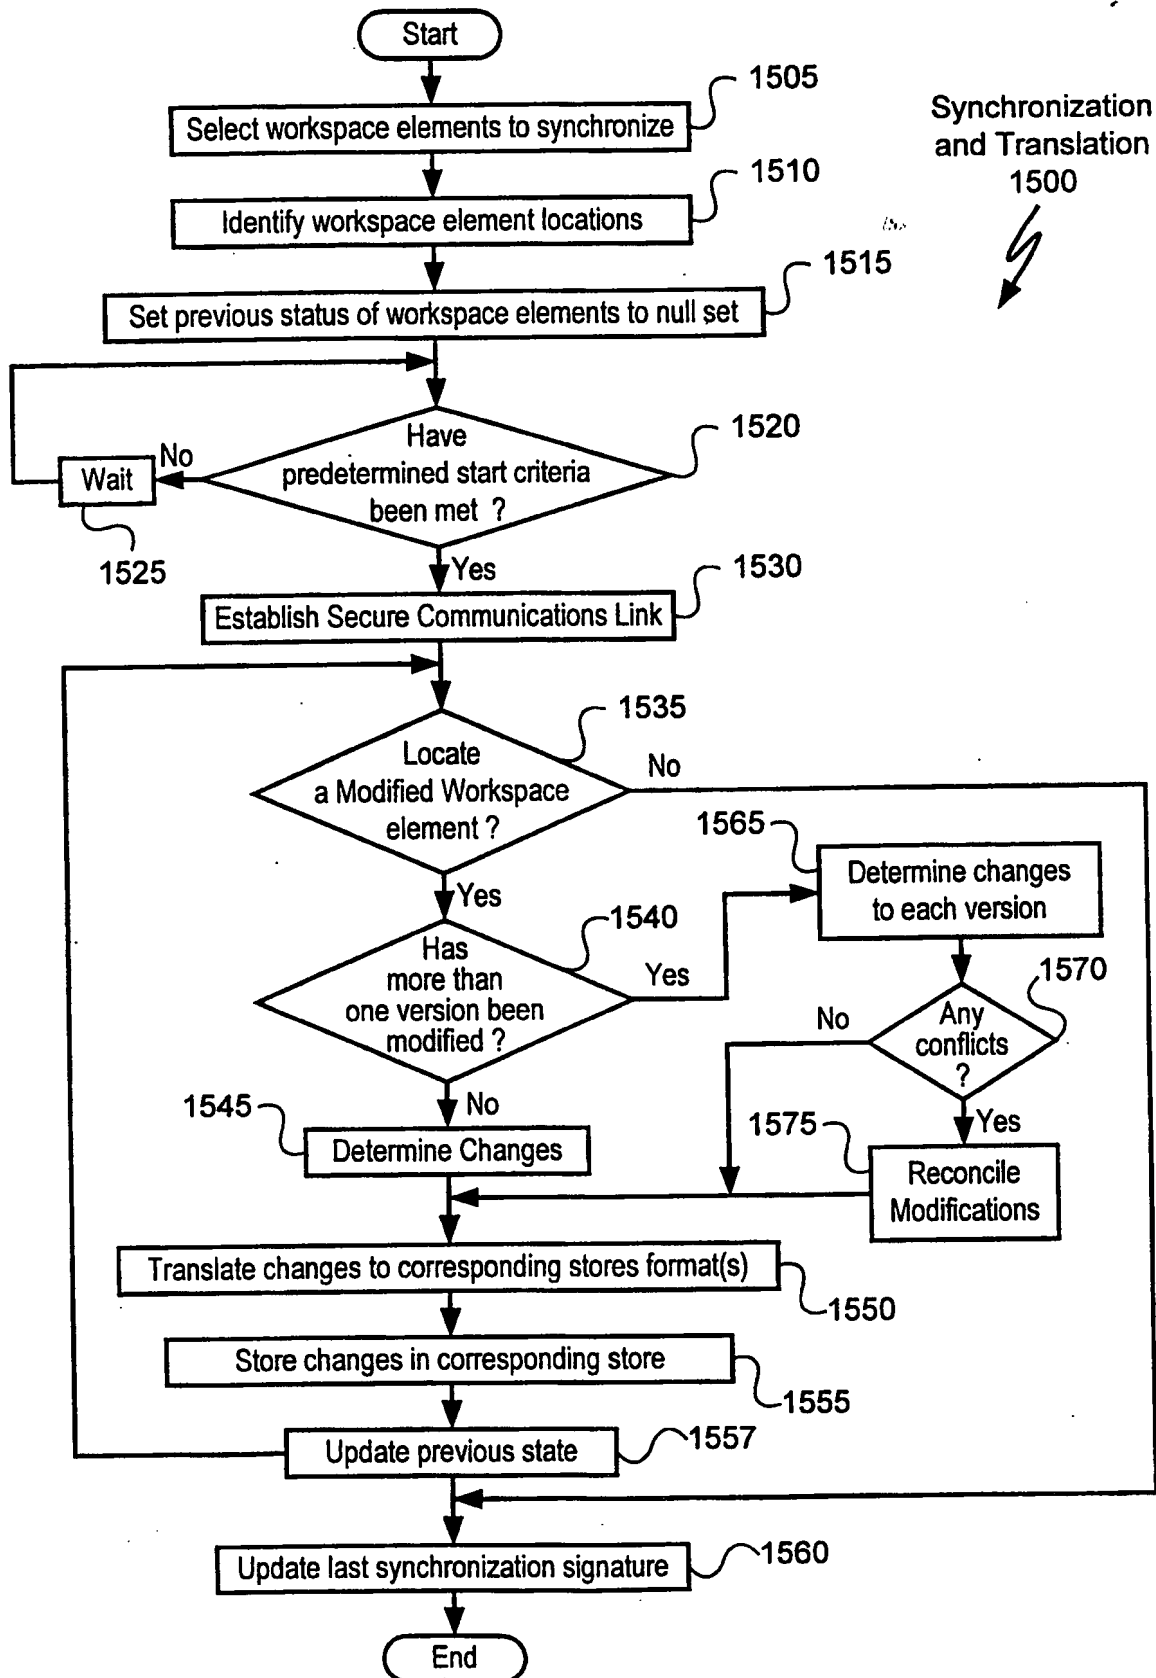 Start
1505
Select workspace elements to synchronize
Synchronization
and Translation
1500
1510
Identify workspace element locations
1515
Set previous status of workspace elements to null set
1520
Have
predetermined start criteria
been met ?
No
Wait
1525
Yes
1530
Establish Secure Communications Link
1535
Locate
a Modified Workspace
element ?
No
Yes
1565
Determine changes
to each version
1540
Has
more than
one version been
modified ?
Yes
1570
Any
conflicts
?
No
No
1545
Determine Changes
Yes
1575
Reconcile
Modifications
Translate changes to corresponding stores format(s)
1550
Store changes in corresponding store
1555
Update previous state
1557
Update last synchronization signature
1560
End